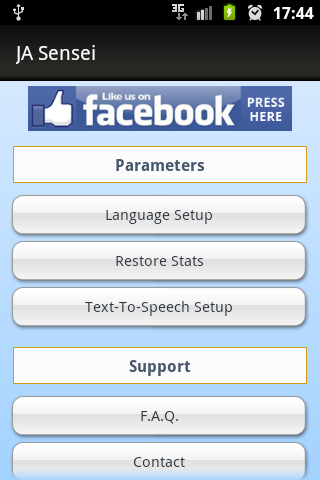 3G
17:44
JA Sensei
Like us on
facebook
PRESS
HERE
Parameters
Language Setup
Restore Stats
Text-To-Speech Setup
Support
F.A.Q.
Contact